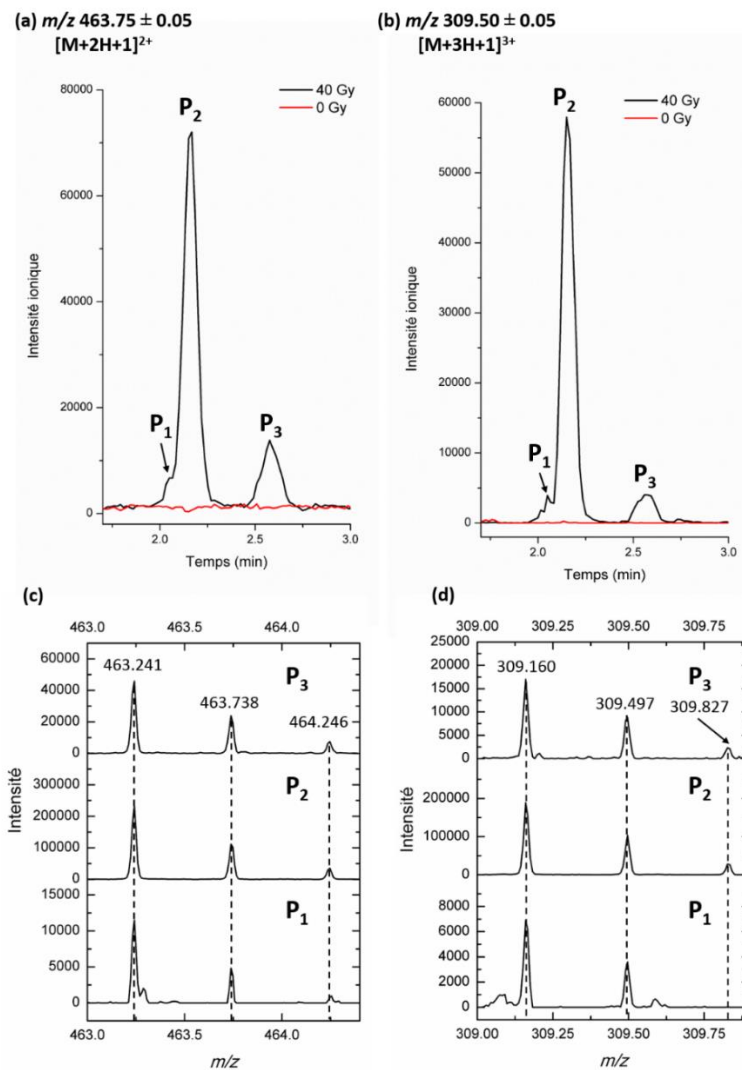 (a) m/z 463.75 ± 0.05
[M+2H+1]²⁺
(b) m/z 309.50 ± 0.05
[M+3H+1]³⁺
80000
60000
40000
20000
0
Intensité ionique
P₂
P₁
P₃
40 Gy
0 Gy
2.0
2.5
3.0
Temps (min)
60000
50000
40000
30000
20000
10000
0
Intensité ionique
P₂
P₁
P₃
40 Gy
0 Gy
2.0
2.5
3.0
Temps (min)
(c)
463.0
463.5
464.0
60000
40000
20000
0
300000
200000
100000
0
15000
10000
5000
0
Intensité
463.241
463.738
464.246
P₃
P₂
P₁
463.0
463.5
464.0
m/z
(d)
309.00
309.25
309.50
309.75
25000
20000
15000
10000
5000
0
200000
100000
0
8000
6000
4000
2000
0
Intensité
309.160
309.497
309.827
P₃
P₂
P₁
309.00
309.25
309.50
309.75
m/z